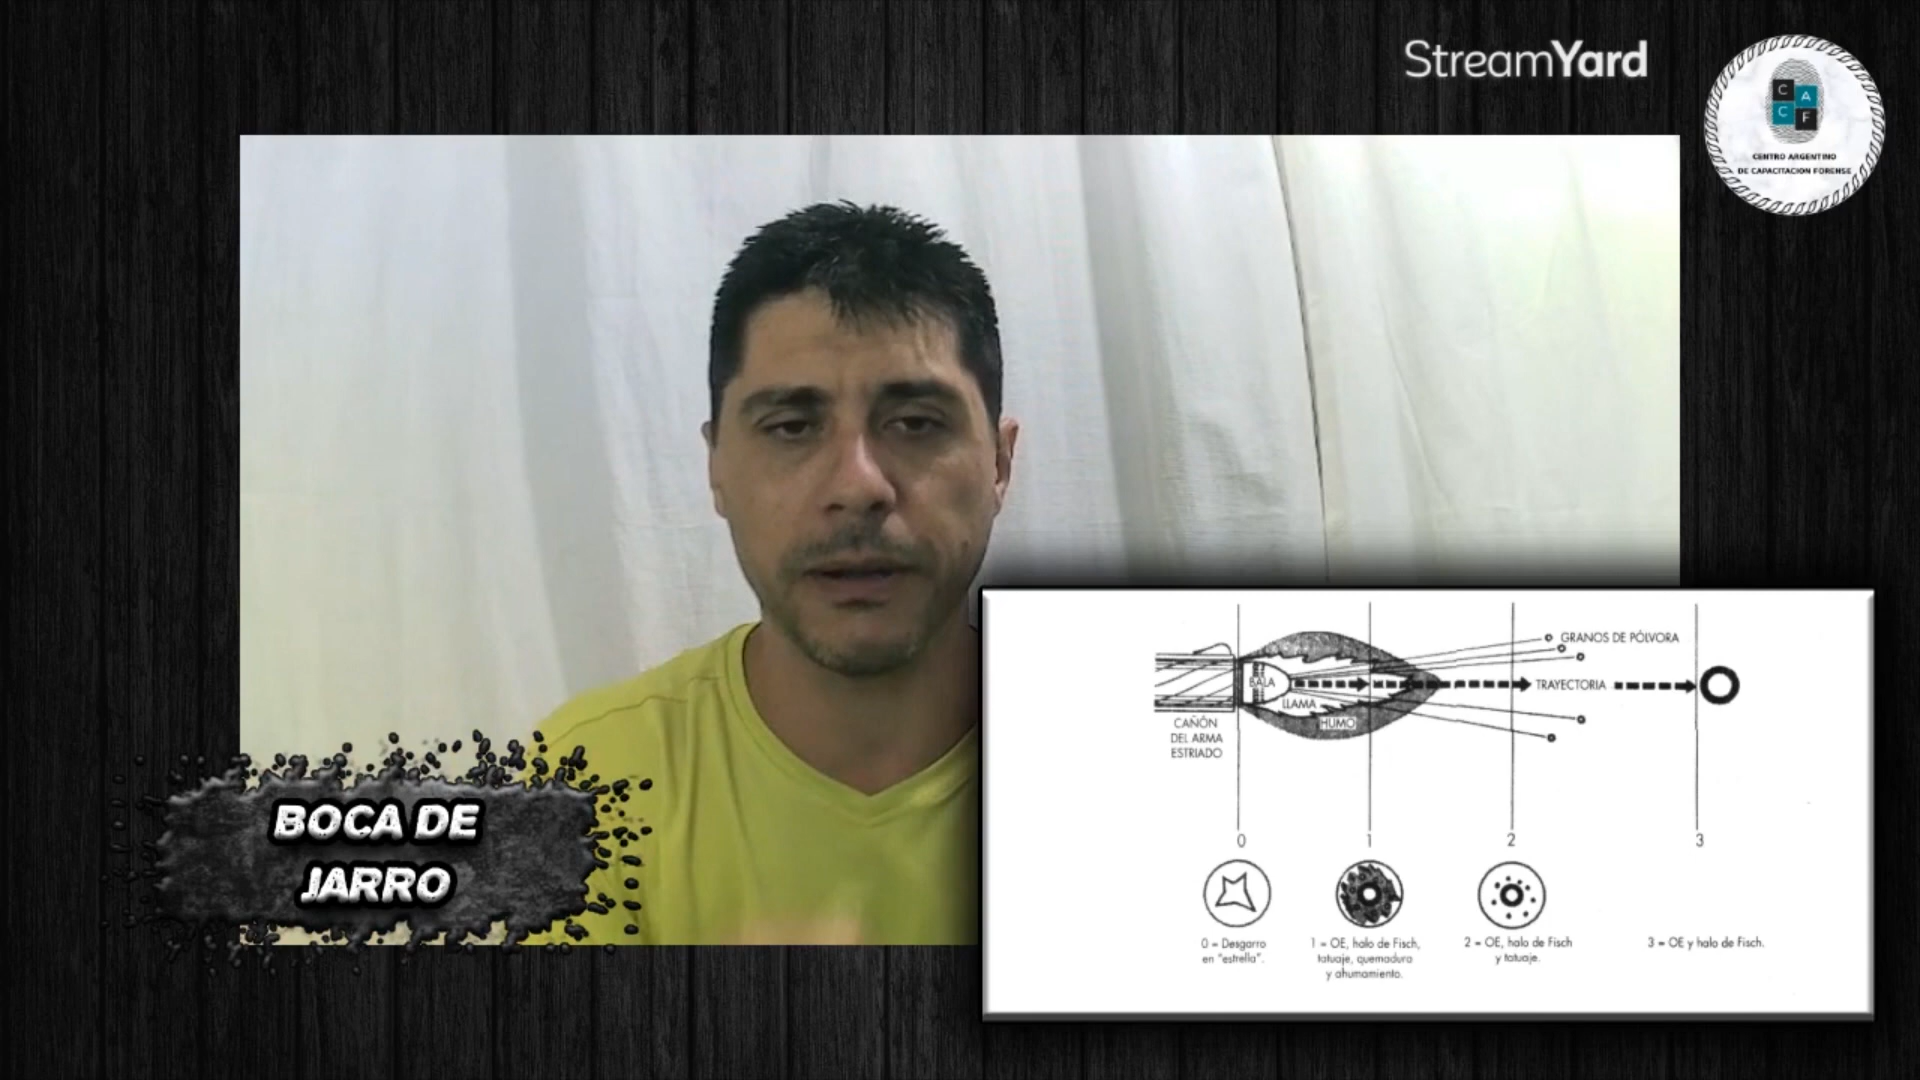 StreamYard
C
A
C
F
CENTRO ARGENTINO
DE CAPACITACION FORENSE
GRANOS DE PÓLVORA
BALA
TRAYECTORIA
LLAMA
HUMO
CAÑÓN
DEL ARMA
ESTRIADO
0
1
2
3
0 = Desgarro
en "estrella".
1 = OE, halo de Fisch,
tatuaje, quemadura
y ahumamiento.
2 = OE, halo de Fisch
y tatuaje.
3 = OE y halo de Fisch.
BOCA DE
JARRO